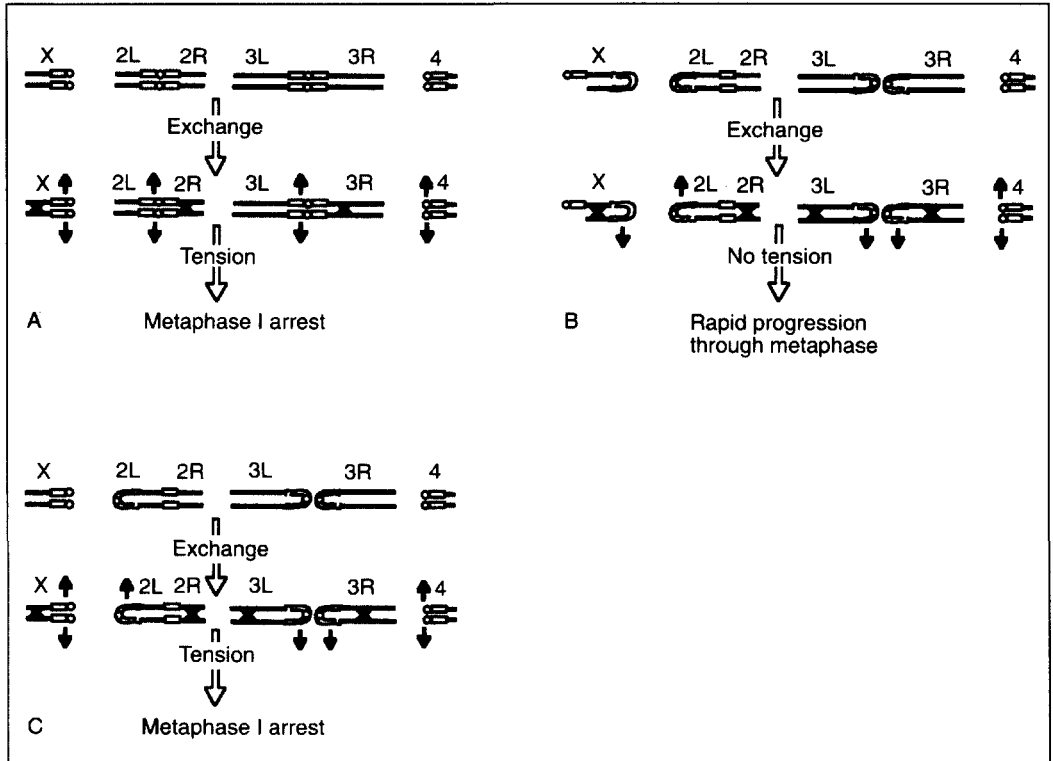 X 2L 2R 3L 3R 4
Exchange
X 2L 2R 3L 3R 4
Tension
A Metaphase I arrest
X 2L 2R 3L 3R 4
Exchange
X 2L 2R 3L 3R 4
No tension
B Rapid progression
through metaphase
X 2L 2R 3L 3R 4
Exchange
X 2L 2R 3L 3R 4
Tension
C Metaphase I arrest